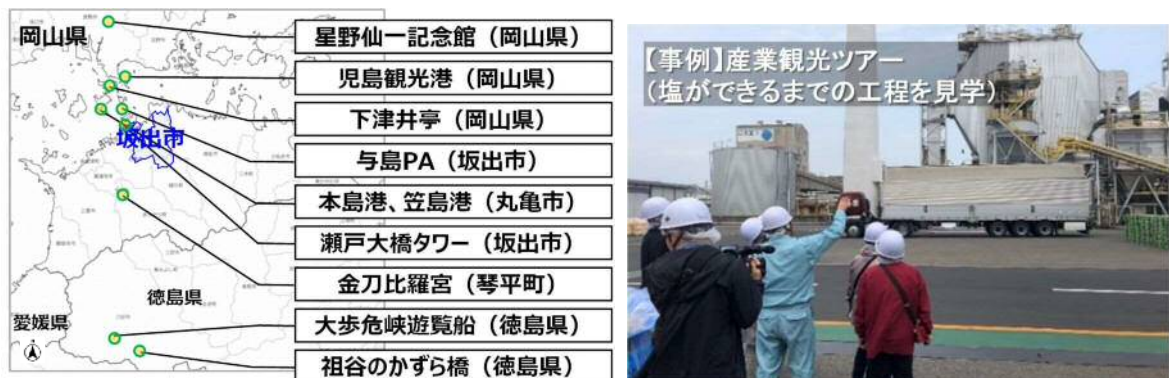 岡山県
星野仙一記念館（岡山県）
児島観光港（岡山県）
下津井亭（岡山県）
坂出市
与島PA（坂出市）
本島港、笠島港（丸亀市）
瀬戸大橋タワー（坂出市）
金刀比羅宮（琴平町）
徳島県
愛媛県
大歩危峡遊覧船（徳島県）
祖谷のかずら橋（徳島県）
【事例】産業観光ツアー
（塩ができるまでの工程を見学）